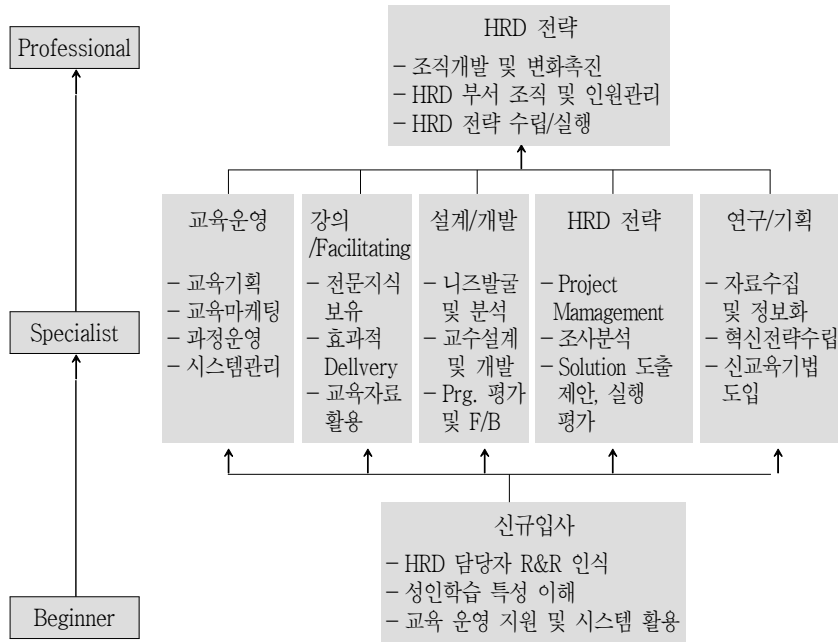 Professional
HRD 전략
- 조직개발 및 변화촉진
- HRD 부서 조직 및 인원관리
- HRD 전략 수립/실행
Specialist
교육운영
- 교육기획
- 교육마케팅
- 과정운영
- 시스템관리
강의
/Facilitating
- 전문지식
보유
- 효과적
Dellvery
- 교육자료
활용
설계/개발
- 니즈발굴
및 분석
- 교수설계
및 개발
- Prg. 평가
및 F/B
HRD 전략
- Project
Mamagement
- 조사분석
- Solution 도출
제안, 실행
평가
연구/기획
- 자료수집
및 정보화
- 혁신전략수립
- 신교육기법
도입
Beginner
신규입사
- HRD 담당자 R&R 인식
- 성인학습 특성 이해
- 교육 운영 지원 및 시스템 활용